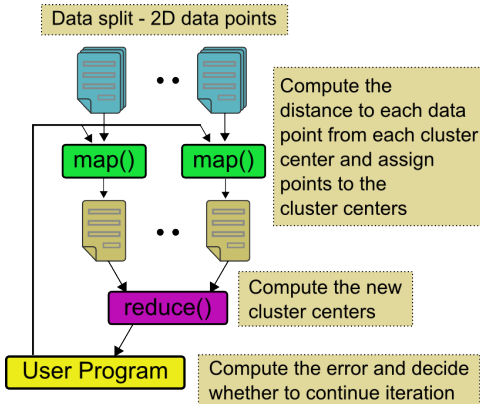 Data split - 2D data points
Compute the
distance to each data
point from each cluster
center and assign
points to the
cluster centers
map()
map()
Compute the new
cluster centers
reduce()
User Program
Compute the error and decide
whether to continue iteration